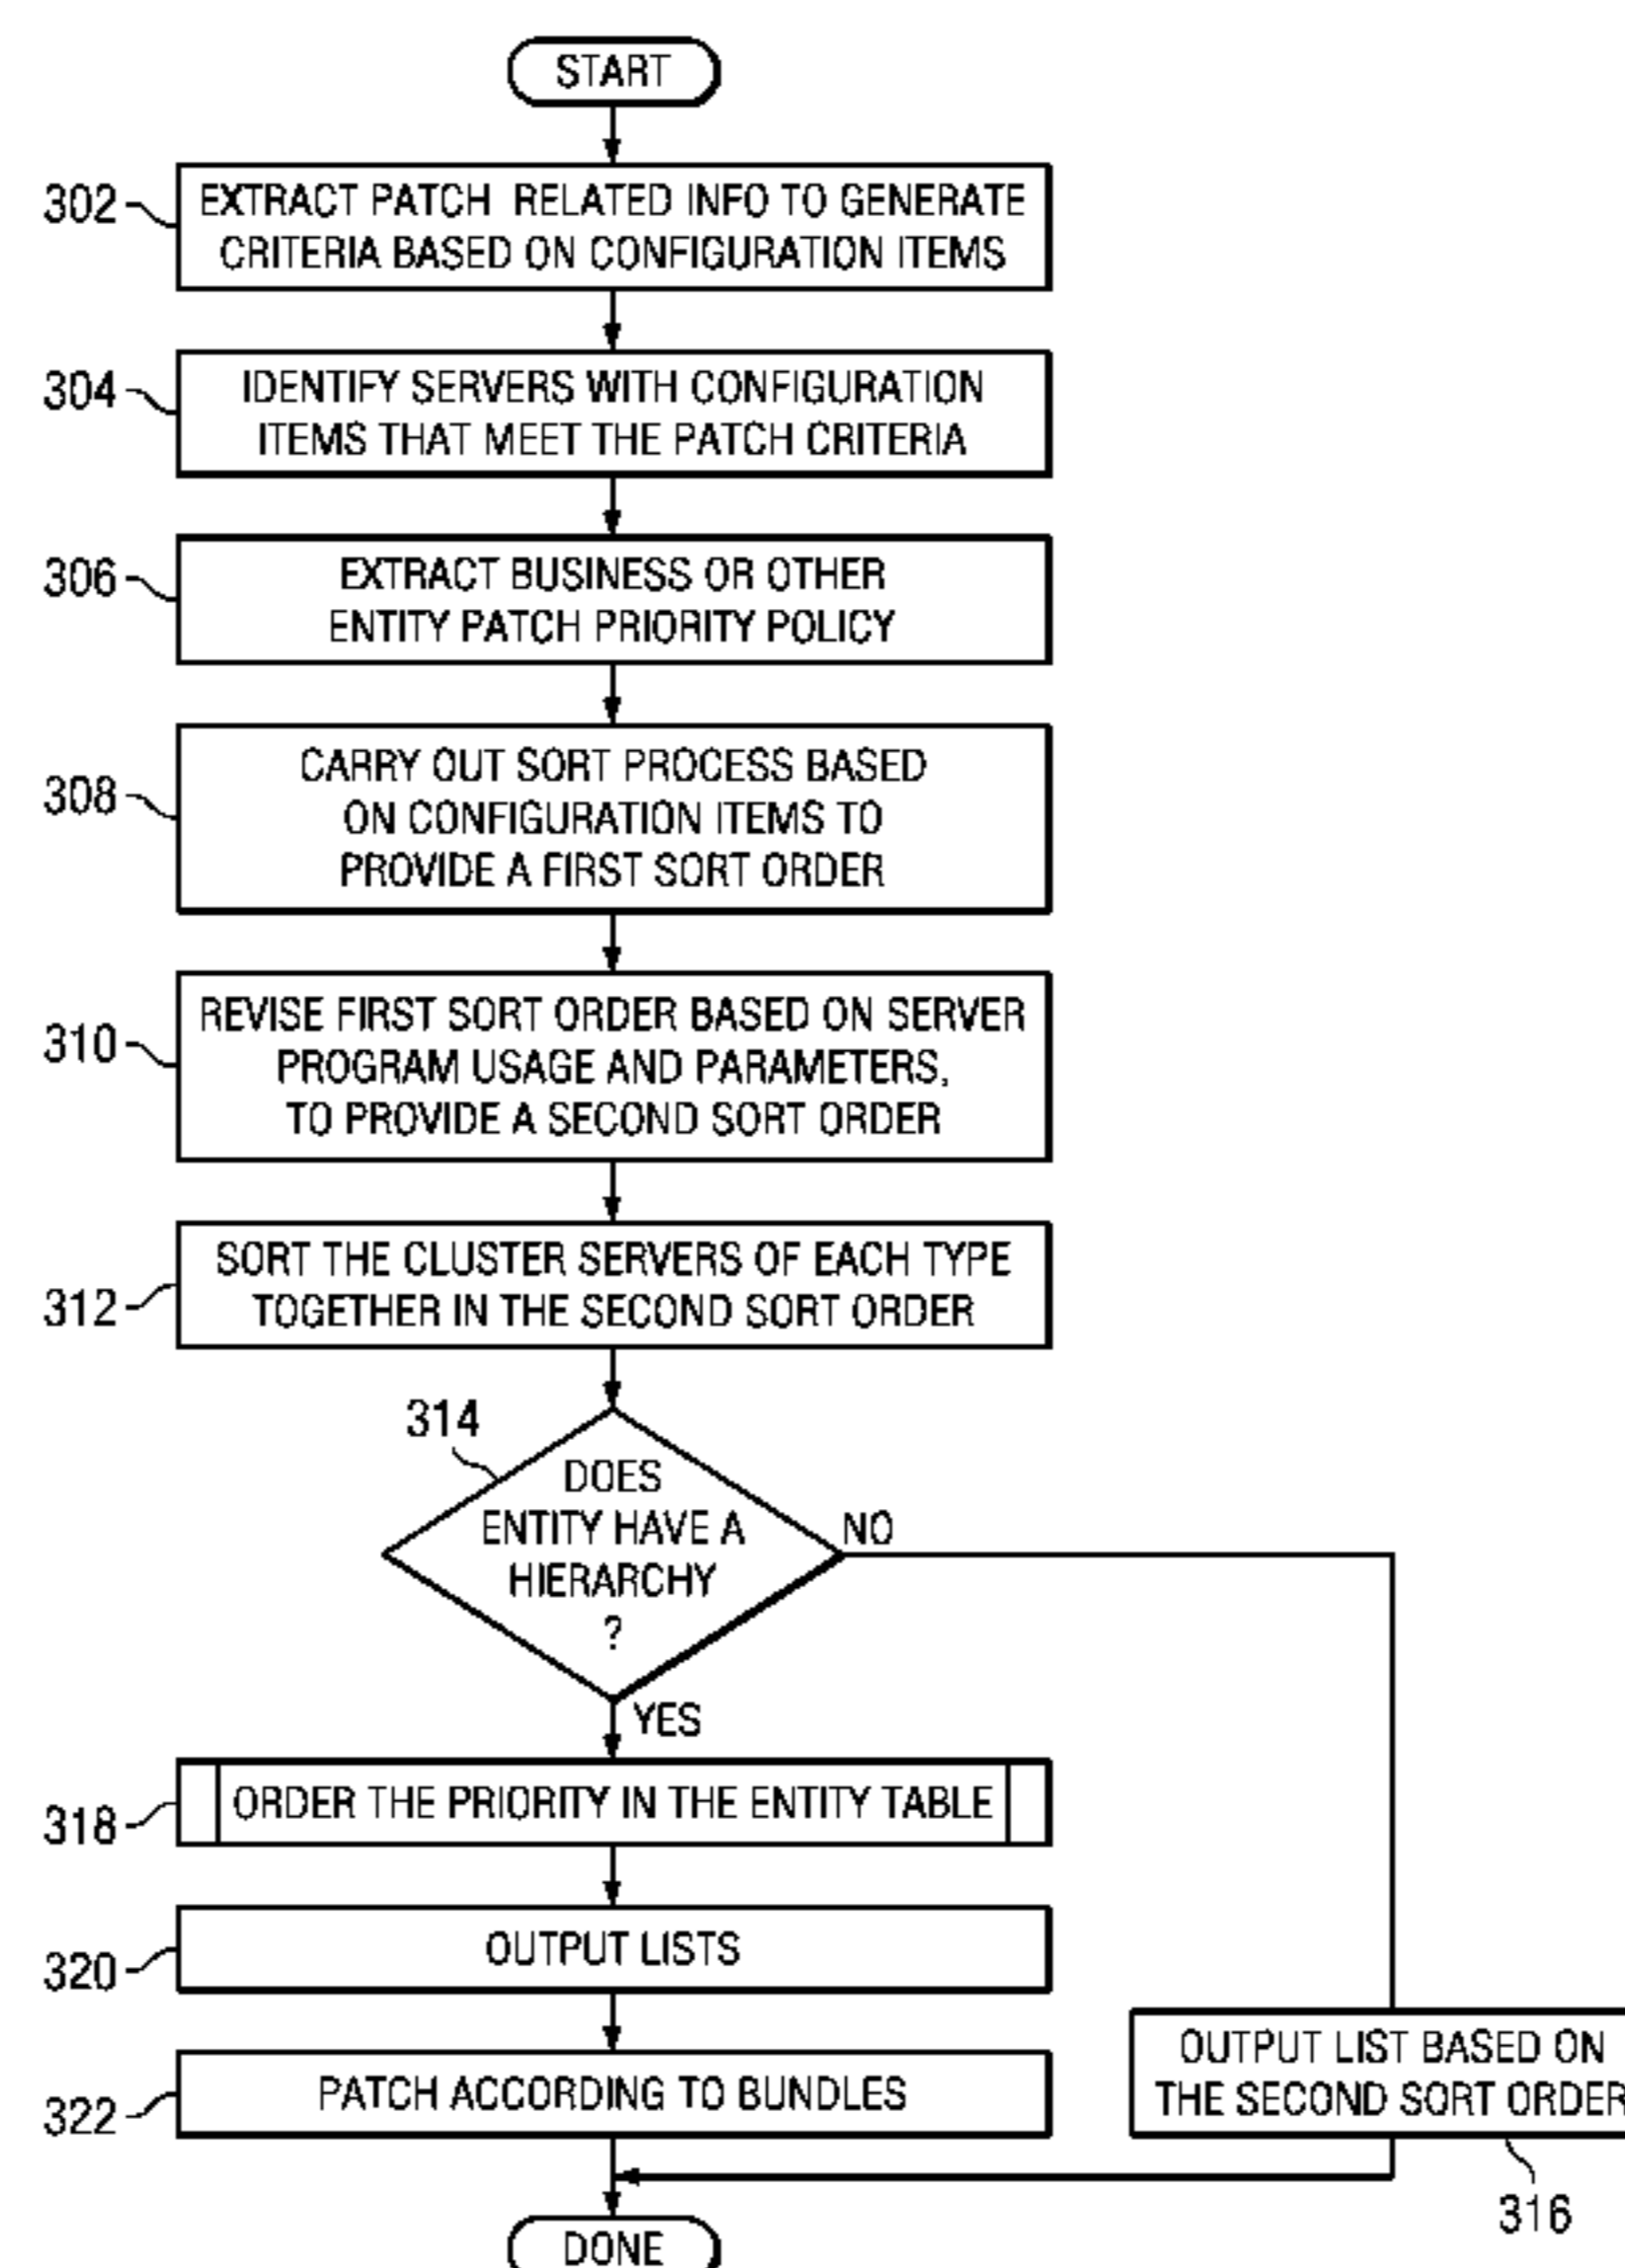 START
302
EXTRACT PATCH RELATED INFO TO GENERATE
CRITERIA BASED ON CONFIGURATION ITEMS
304
IDENTIFY SERVERS WITH CONFIGURATION
ITEMS THAT MEET THE PATCH CRITERIA
306
EXTRACT BUSINESS OR OTHER
ENTITY PATCH PRIORITY POLICY
308
CARRY OUT SORT PROCESS BASED
ON CONFIGURATION ITEMS TO
PROVIDE A FIRST SORT ORDER
310
REVISE FIRST SORT ORDER BASED ON SERVER
PROGRAM USAGE AND PARAMETERS,
TO PROVIDE A SECOND SORT ORDER
312
SORT THE CLUSTER SERVERS OF EACH TYPE
TOGETHER IN THE SECOND SORT ORDER
314
DOES
ENTITY HAVE A
HIERARCHY
?
NO
YES
318
ORDER THE PRIORITY IN THE ENTITY TABLE
320
OUTPUT LISTS
322
PATCH ACCORDING TO BUNDLES
OUTPUT LIST BASED ON
THE SECOND SORT ORDER
316
DONE